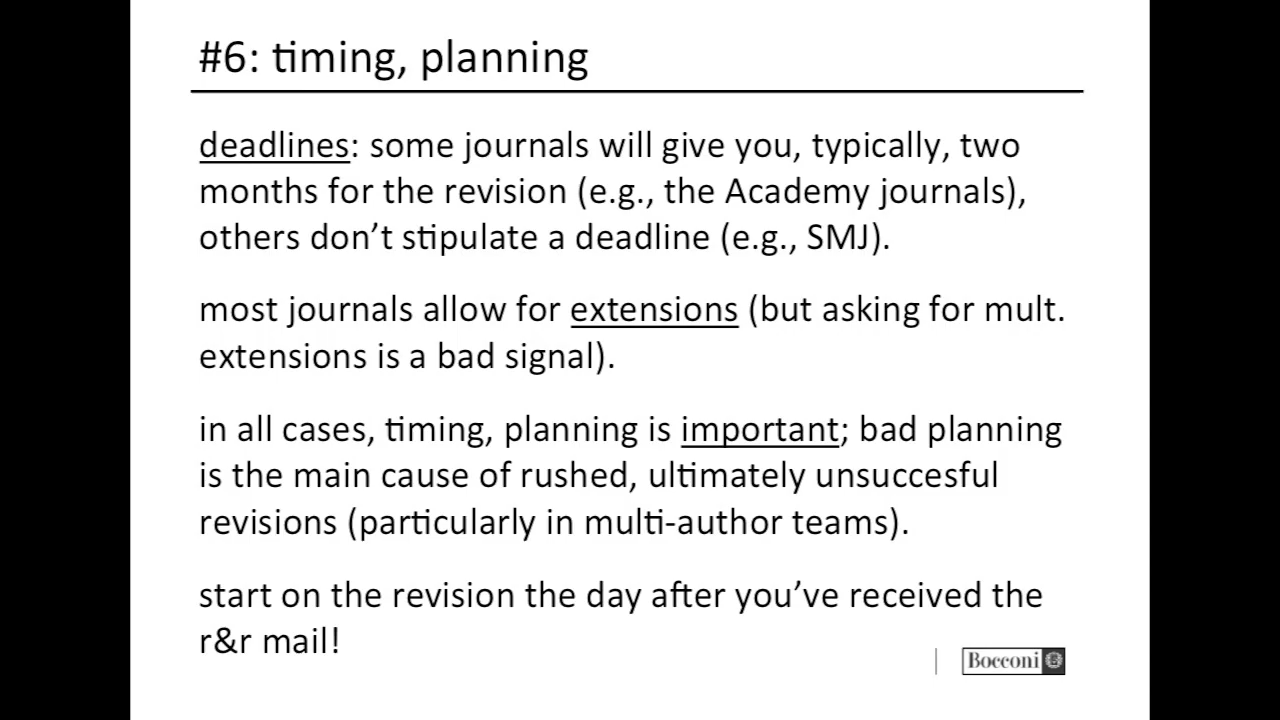 #6: timing, planning
deadlines: some journals will give you, typically, two
months for the revision (e.g., the Academy journals),
others don’t stipulate a deadline (e.g., SMJ).
most journals allow for extensions (but asking for mult.
extensions is a bad signal).
in all cases, timing, planning is important; bad planning
is the main cause of rushed, ultimately unsuccesful
revisions (particularly in multi-author teams).
start on the revision the day after you’ve received the
r&r mail!
Bocconi